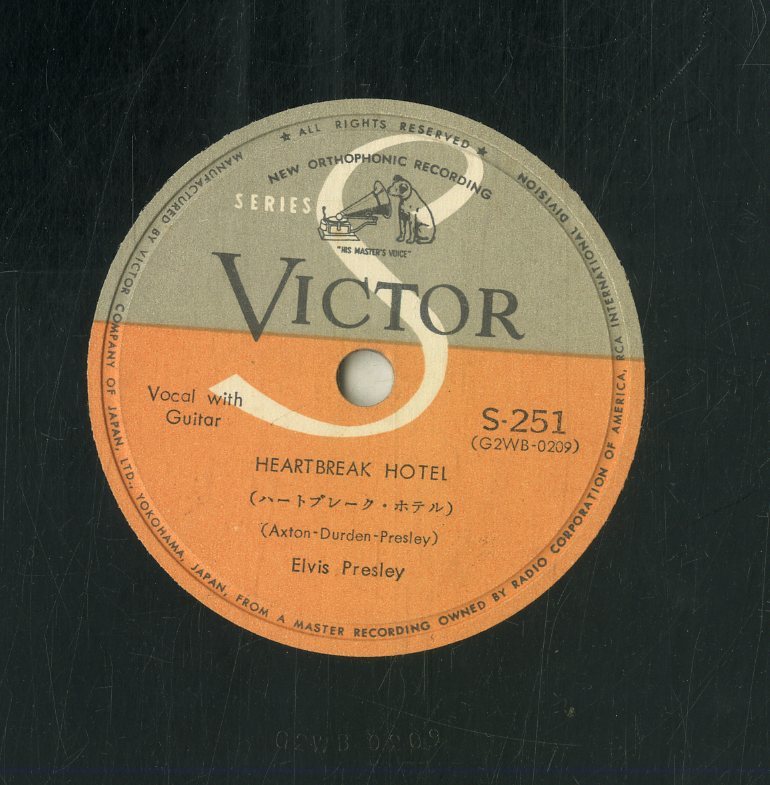 ★ ALL RIGHTS RESERVED ★
NEW ORTHOPHONIC RECORDING
SERIES S
"HIS MASTER'S VOICE"
VICTOR
Vocal with
Guitar
S-251
(G2WB-0209)
HEARTBREAK HOTEL
(ハートブレーク・ホテル)
(Axton-Durden-Presley)
Elvis Presley
MANUFACTURED BY VICTOR COMPANY OF JAPAN, LTD., YOKOHAMA, JAPAN, FROM A MASTER RECORDING OWNED BY RADIO CORPORATION OF AMERICA, RCA INTERNATIONAL DIVISION
G2WB 0209